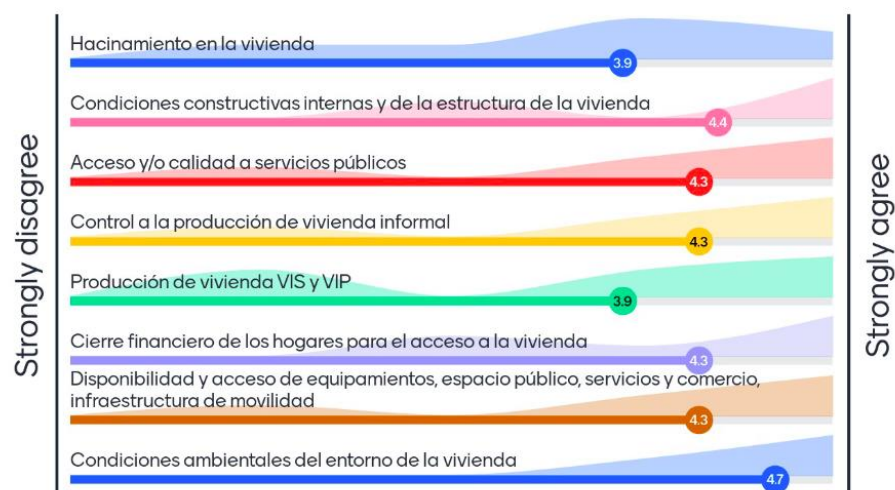 Strongly disagree
Hacinamiento en la vivienda
3.9
Condiciones constructivas internas y de la estructura de la vivienda
4.4
Acceso y/o calidad a servicios públicos
4.3
Control a la producción de vivienda informal
4.3
Producción de vivienda VIS y VIP
3.9
Cierre financiero de los hogares para el acceso a la vivienda
4.3
Disponibilidad y acceso de equipamientos, espacio público, servicios y comercio,
infraestructura de movilidad
4.3
Condiciones ambientales del entorno de la vivienda
4.7
Strongly agree